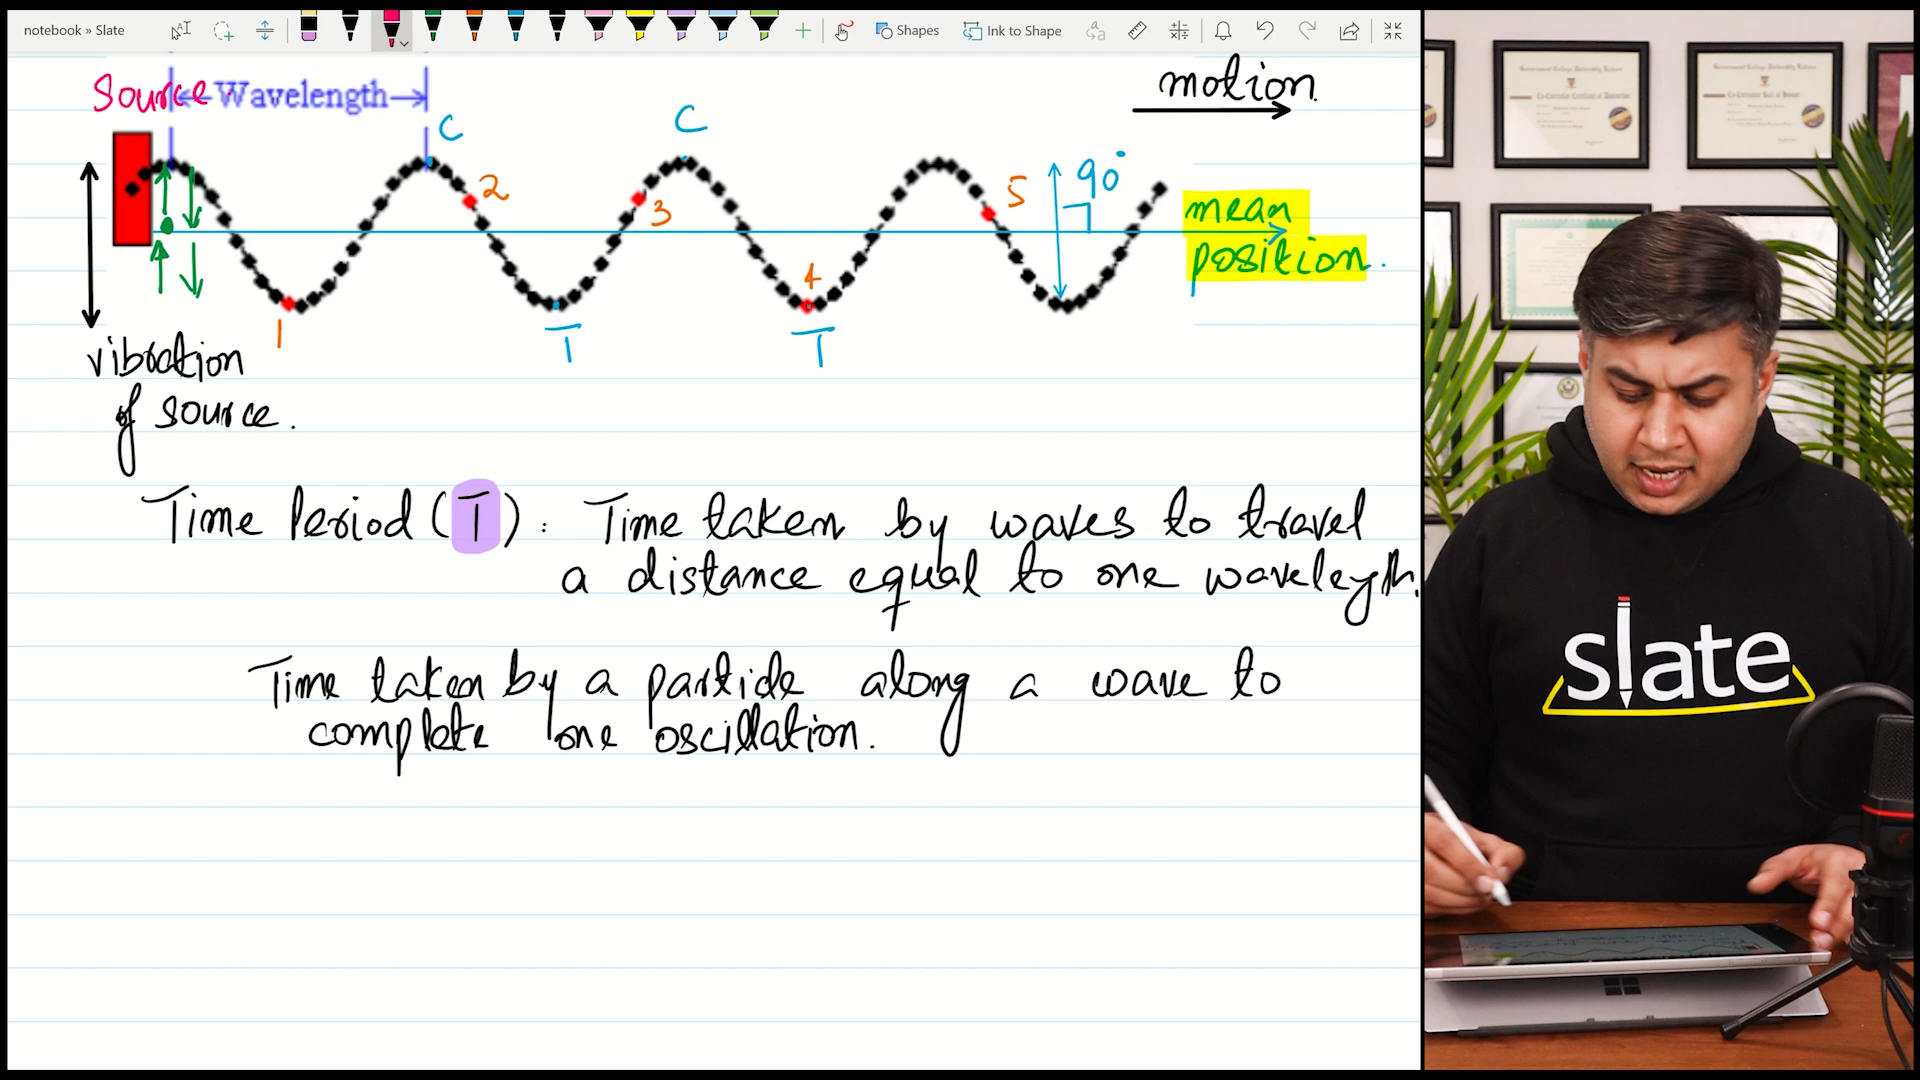 notebook » Slate
Shapes
Ink to Shape
Source
Wavelength
motion.
C
C
2
3
5
90°
mean
position.
4
1
T
T
vibration
of source.
Time Period (T) : Time taken by waves to travel
a distance equal to one wavelegth.
Time taken by a particle along a wave to
complete one oscillation.
slate